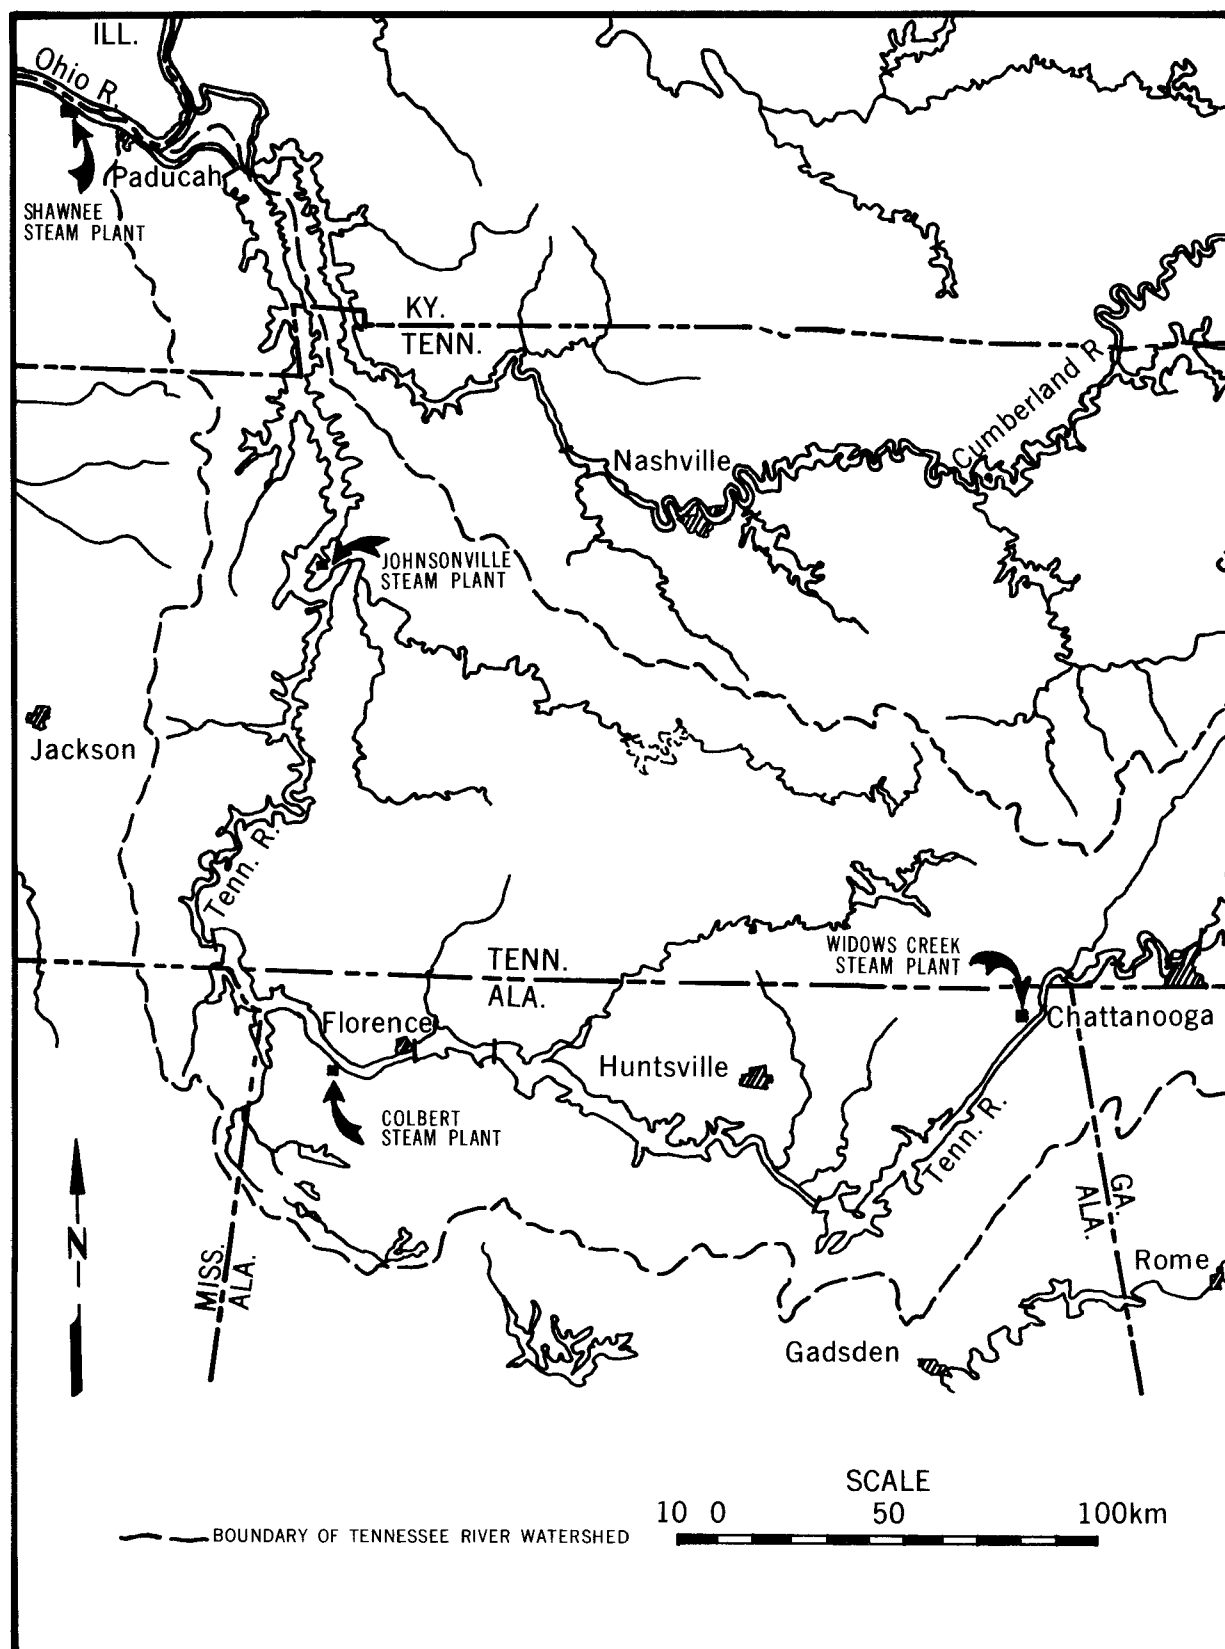 ILL.
Ohio R.
Paducah
SHAWNEE
STEAM PLANT
KY.
TENN.
Cumberland R.
Nashville
JOHNSONVILLE
STEAM PLANT
Jackson
Tenn. R.
TENN.
ALA.
WIDOWS CREEK
STEAM PLANT
Florence
Chattanooga
Huntsville
COLBERT
STEAM PLANT
Tenn. R.
N
MISS.
ALA.
GA.
ALA.
Rome
Gadsden
SCALE
10 0 50 100km
BOUNDARY OF TENNESSEE RIVER WATERSHED